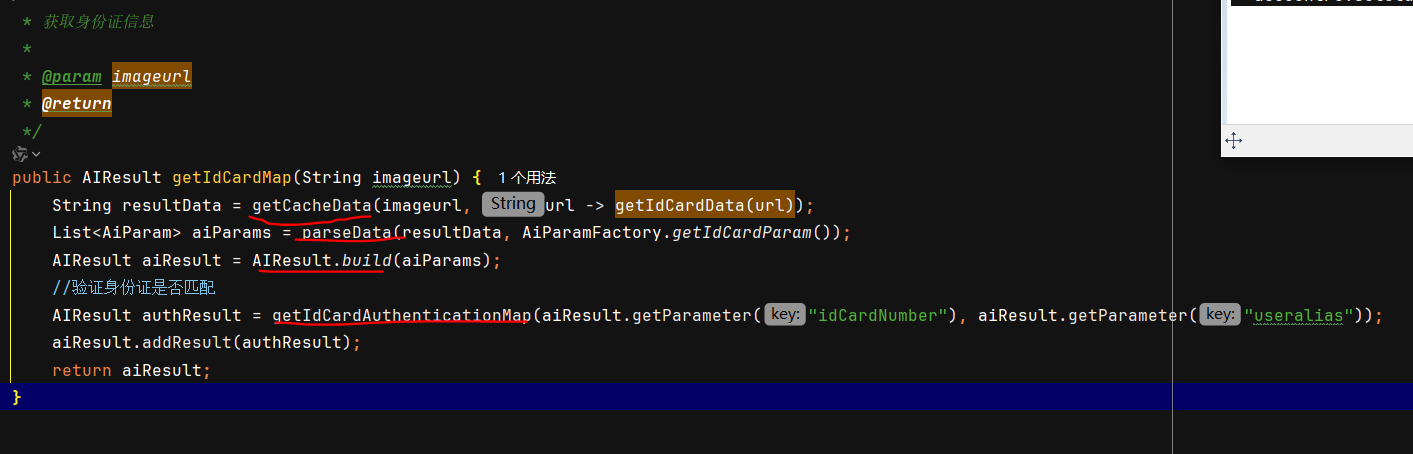 * 获取身份证信息
*
* @param imageurl
* @return
*/
public AIResult getIdCardMap(String imageurl) { 1个用法
String resultData = getCacheData(imageurl, String url -> getIdCardData(url));
List<AiParam> aiParams = parseData(resultData, AiParamFactory.getIdCardParam());
AIResult aiResult = AIResult.build(aiParams);
//验证身份证是否匹配
AIResult authResult = getIdCardAuthenticationMap(aiResult.getParameter( key: "idCardNumber"), aiResult.getParameter( key: "useralias"));
aiResult.addResult(authResult);
return aiResult;
}